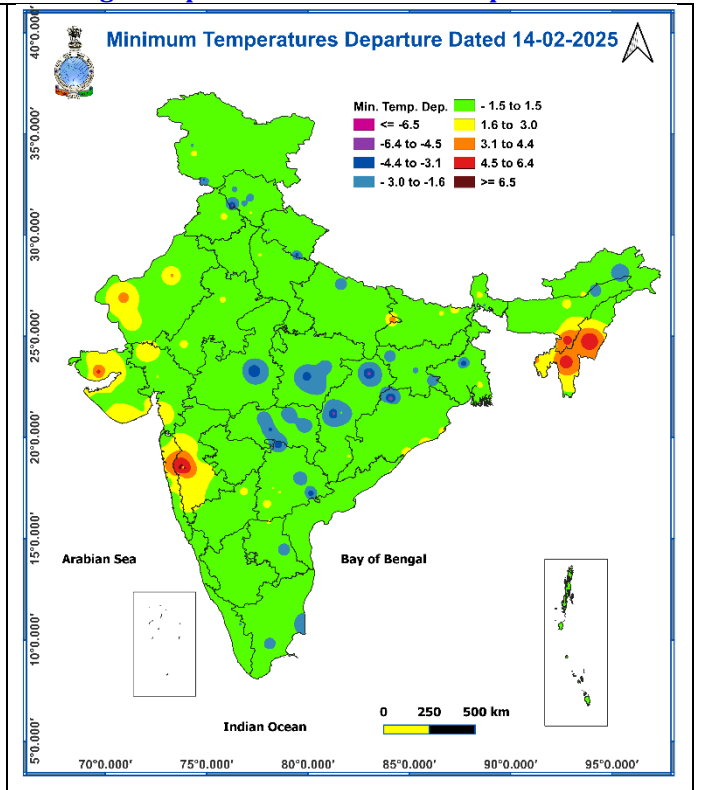 Minimum Temperatures Departure Dated 14-02-2025
Min. Temp. Dep.
<= -6.5
-6.4 to -4.5
-4.4 to -3.1
- 3.0 to -1.6
- 1.5 to 1.5
1.6 to 3.0
3.1 to 4.4
4.5 to 6.4
>= 6.5
40°0.000'
35°0.000'
30°0.000'
25°0.000'
20°0.000'
15°0.000'
10°0.000'
5°0.000'
Arabian Sea
Bay of Bengal
Indian Ocean
0 250 500 km
70°0.000' 75°0.000' 80°0.000' 85°0.000' 90°0.000' 95°0.000'